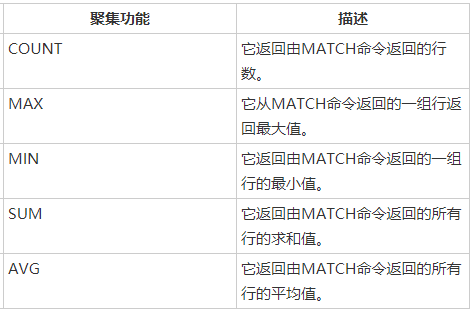 聚集功能 描述
COUNT 它返回由MATCH命令返回的行
数。
MAX 它从MATCH命令返回的一组行返
回最大值。
MIN 它返回由MATCH命令返回的一组
行的最小值。
SUM 它返回由MATCH命令返回的所有
行的求和值。
AVG 它返回由MATCH命令返回的所有
行的平均值。